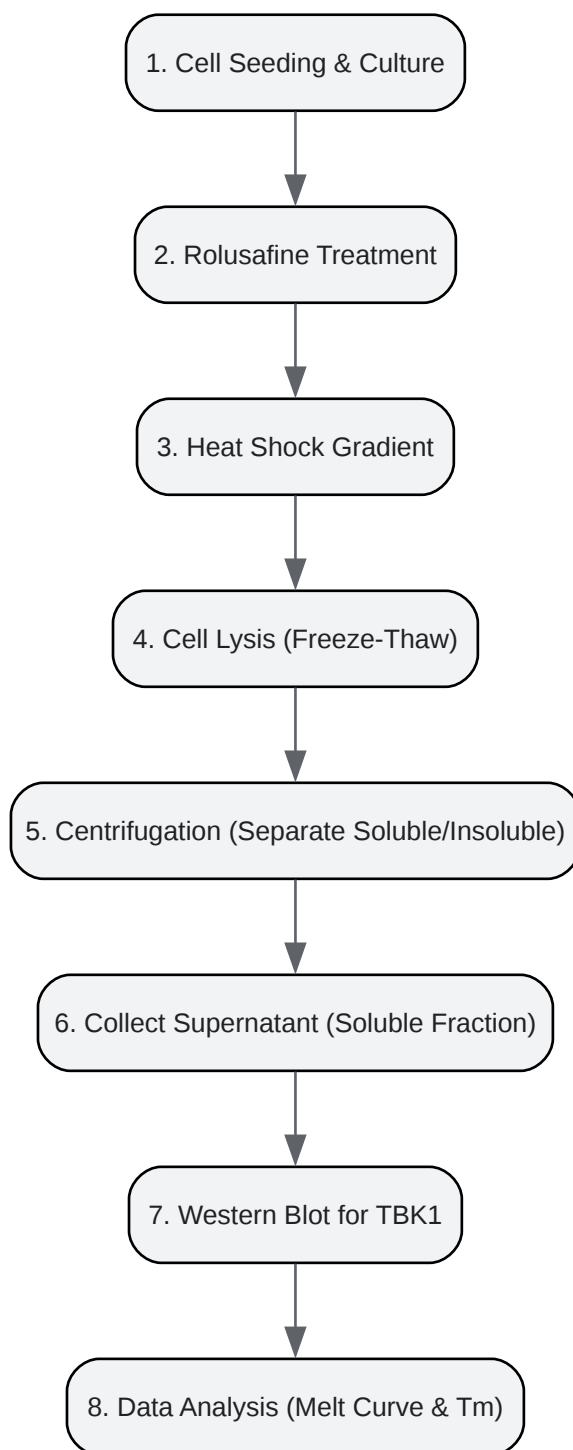 1. Cell Seeding & Culture
2. Rolusafine Treatment
3. Heat Shock Gradient
4. Cell Lysis (Freeze-Thaw)
5. Centrifugation (Separate Soluble/Insoluble)
6. Collect Supernatant (Soluble Fraction)
7. Western Blot for TBK1
8. Data Analysis (Melt Curve & Tm)